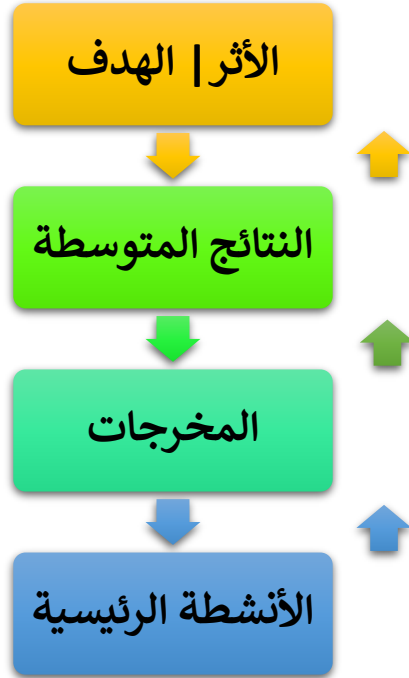 الأثر | الهدف
النتائج المتوسطة
المخرجات
الأنشطة الرئيسية